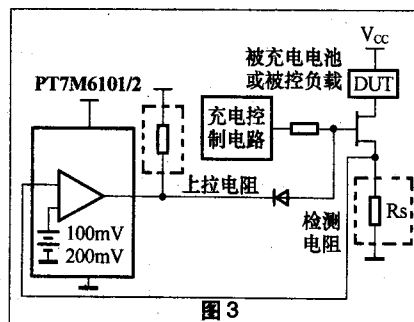 V_CC
被充电电池
或被控负载
DUT
PT7M6101/2
充电控
制电路
上拉电阻
100mV
200mV
检测
电阻
Rs
图3